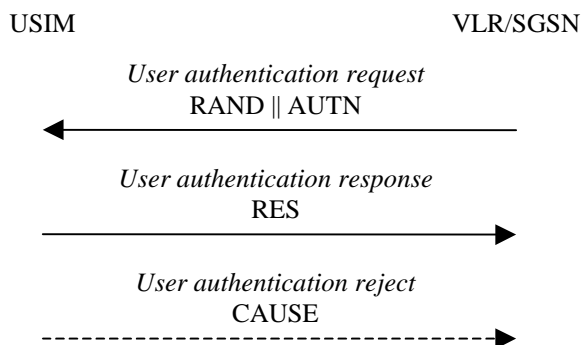 USIM VLR/SGSN
User authentication request
RAND || AUTN
User authentication response
RES
User authentication reject
CAUSE